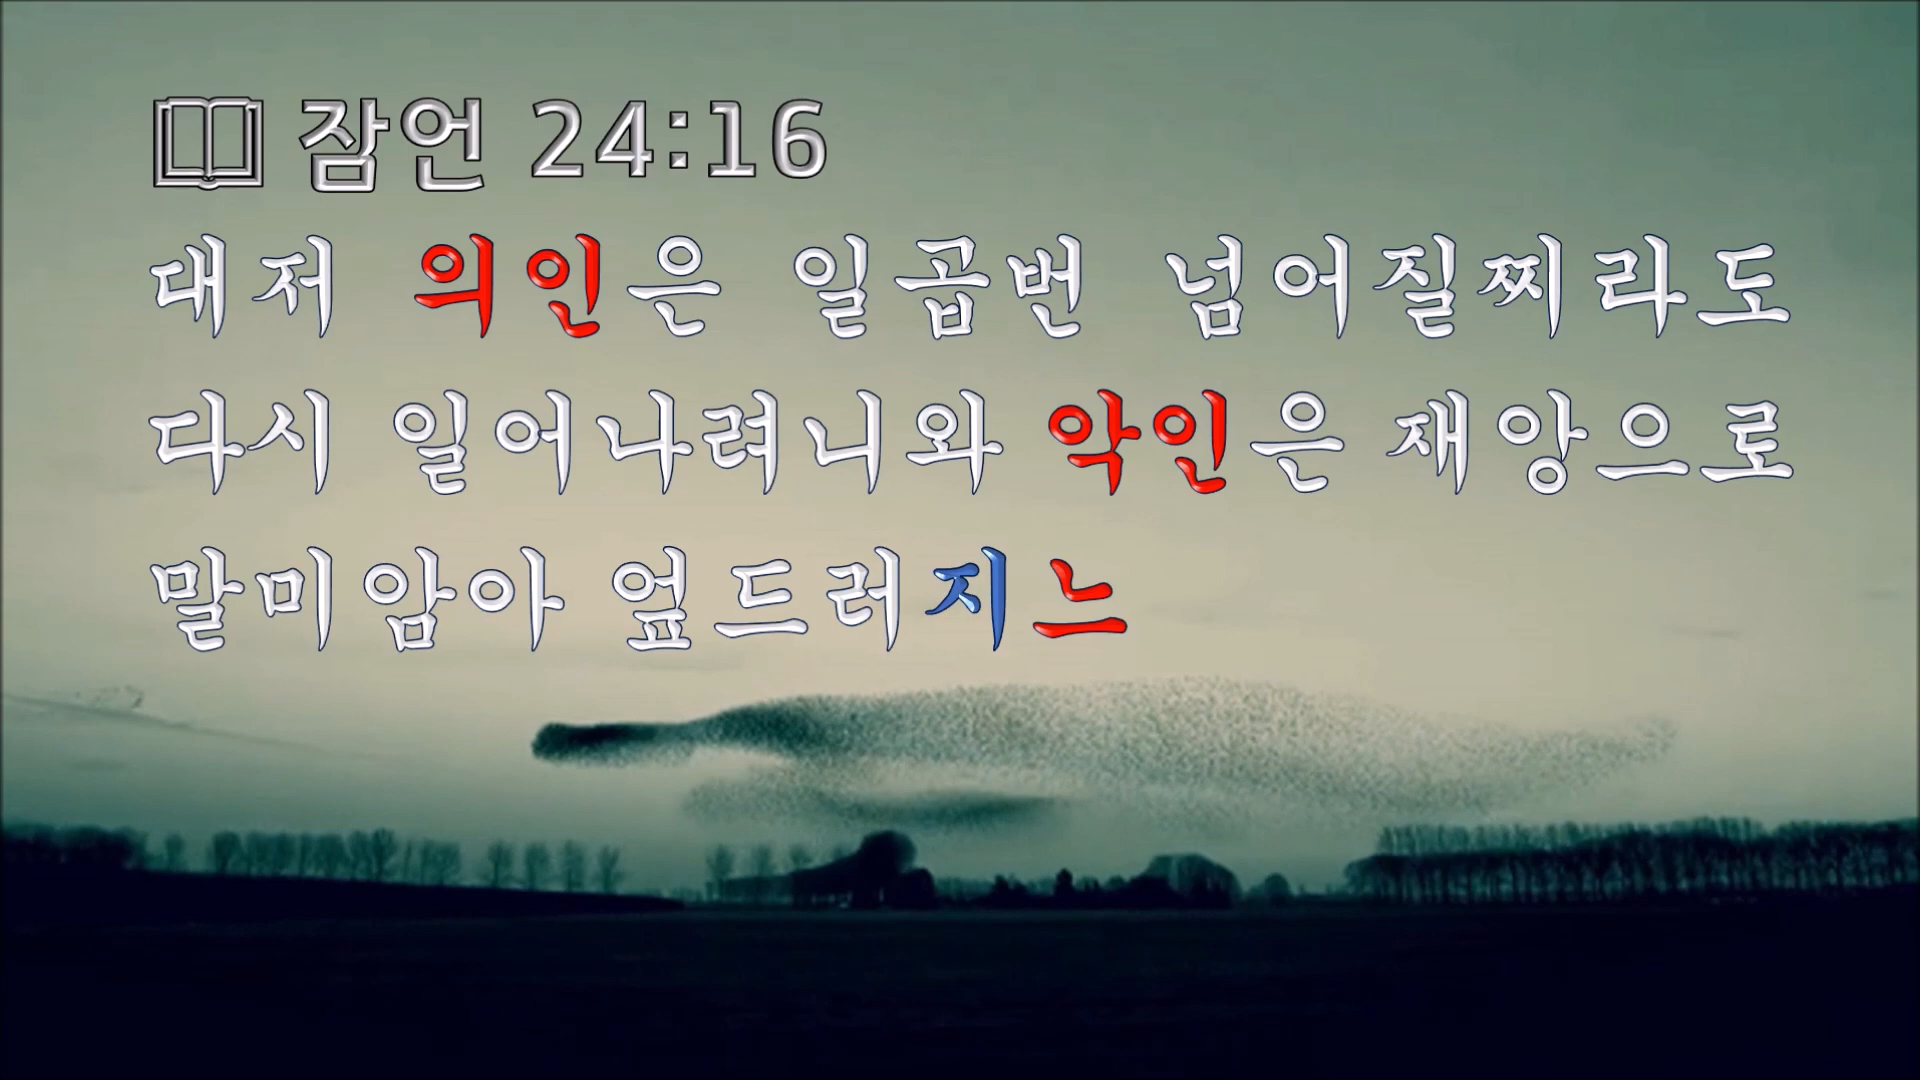 📖 잠언 24:16
대저 의인은 일곱번 넘어질찌라도
다시 일어나려니와 악인은 재앙으로
말미암아 엎드러지느